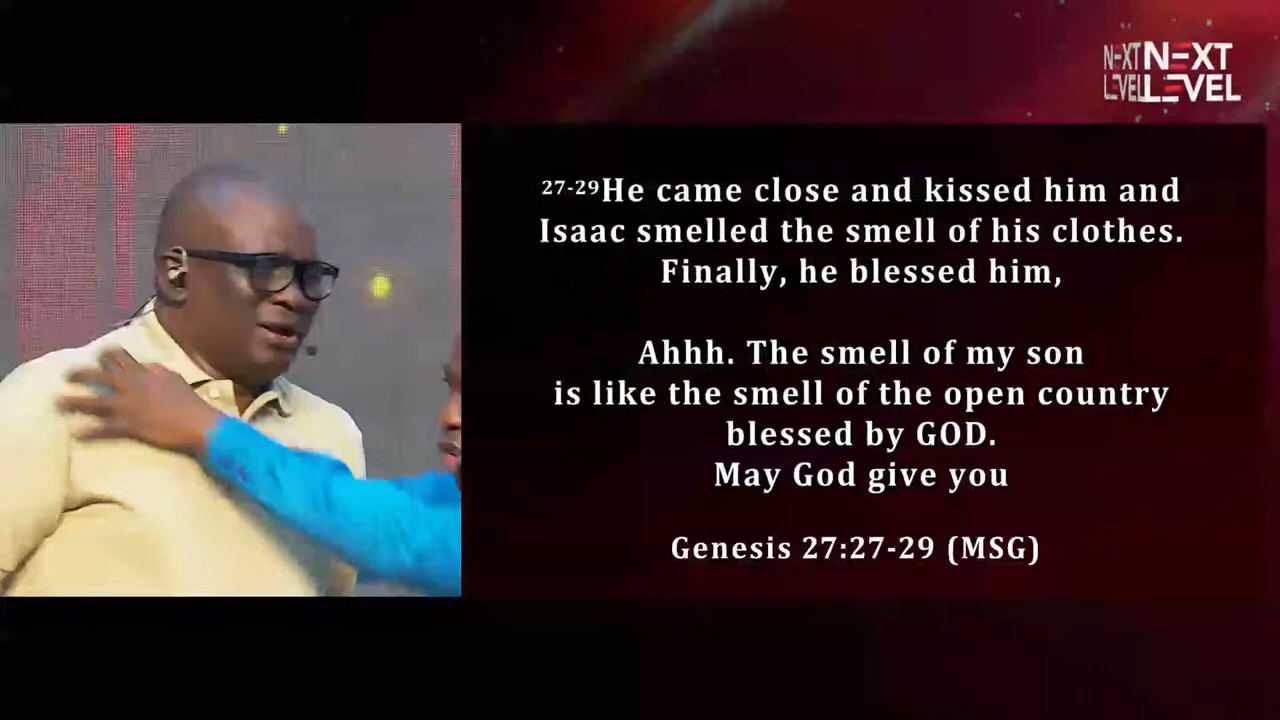 NEXT NEXT
LEVEL LEVEL
27-29He came close and kissed him and
Isaac smelled the smell of his clothes.
Finally, he blessed him,
Ahhh. The smell of my son
is like the smell of the open country
blessed by GOD.
May God give you
Genesis 27:27-29 (MSG)